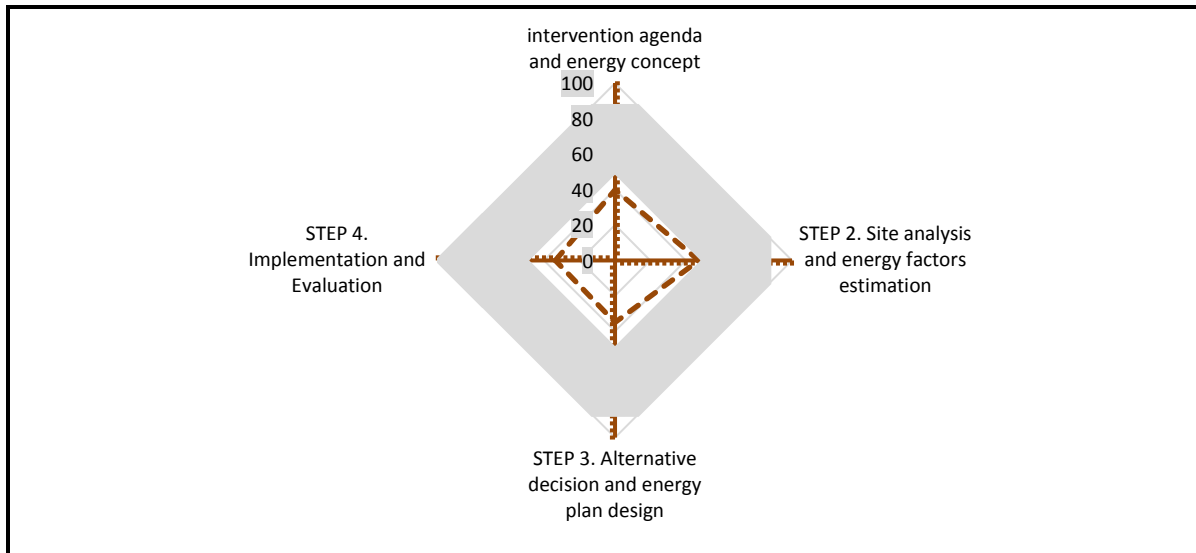 intervention agenda
and energy concept
100
80
60
40
20
0
STEP 2. Site analysis
and energy factors
estimation
STEP 4.
Implementation and
Evaluation
STEP 3. Alternative
decision and energy
plan design